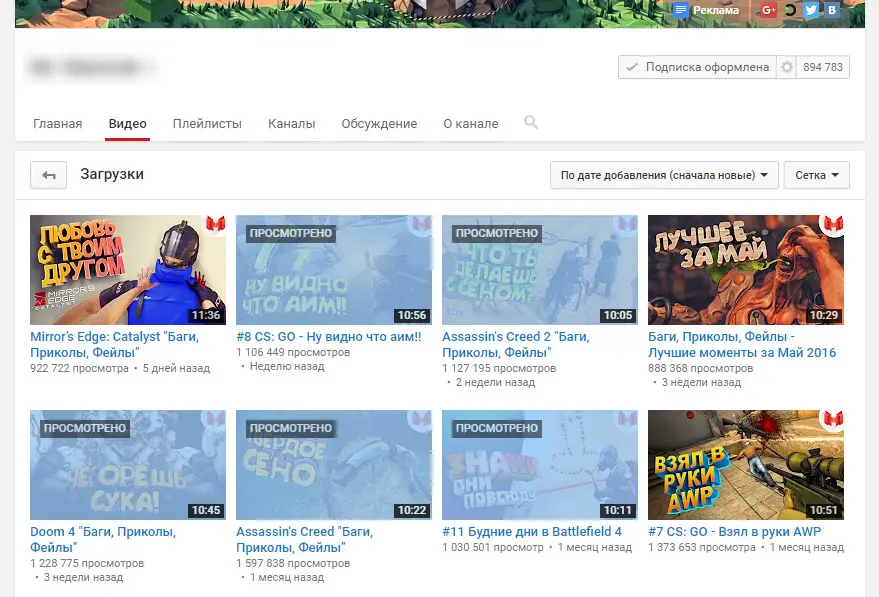 Реклама
G+
B
Подписка оформлена
894 783
Главная
Видео
Плейлисты
Каналы
Обсуждение
О канале
Загрузки
По дате добавления (сначала новые)
Сетка
ЛЮБОВЬ
С ТВОИМ
ДРУГОМ
MIRROR'S
EDGE
CATALYST
11:36
ПРОСМОТРЕНО
НУ ВИДНО
ЧТО АИМ!!
10:56
ПРОСМОТРЕНО
ЧТО ТЫ
ДЕЛАЕШЬ
С СЕНОМ?
10:05
ЛУЧШЕЕ
ЗА МАЙ
10:29
Mirror's Edge: Catalyst "Баги,
Приколы, Фейлы"
922 722 просмотра • 5 дней назад
#8 CS: GO - Ну видно что аим!!
1 106 449 просмотров
• Неделю назад
Assassin's Creed 2 "Баги,
Приколы, Фейлы"
1 127 195 просмотров
• 2 недели назад
Баги, Приколы, Фейлы -
Лучшие моменты за Май 2016
888 368 просмотров
• 3 недели назад
ПРОСМОТРЕНО
ЧЕ ОРЁШЬ
СУКА!
10:45
ПРОСМОТРЕНО
ТВЕРДОЕ
СЕНО
10:22
ПРОСМОТРЕНО
ЗНАКИ
ОНИ
ПОВСЮДУ
10:11
ВЗЯЛ В
РУКИ
AWP
10:51
Doom 4 "Баги, Приколы,
Фейлы"
1 228 775 просмотров
• 3 недели назад
Assassin's Creed "Баги,
Приколы, Фейлы"
1 597 838 просмотров
• 1 месяц назад
#11 Будние дни в Battlefield 4
1 030 501 просмотр • 1 месяц назад
#7 CS: GO - Взял в руки AWP
1 373 653 просмотра • 1 месяц назад